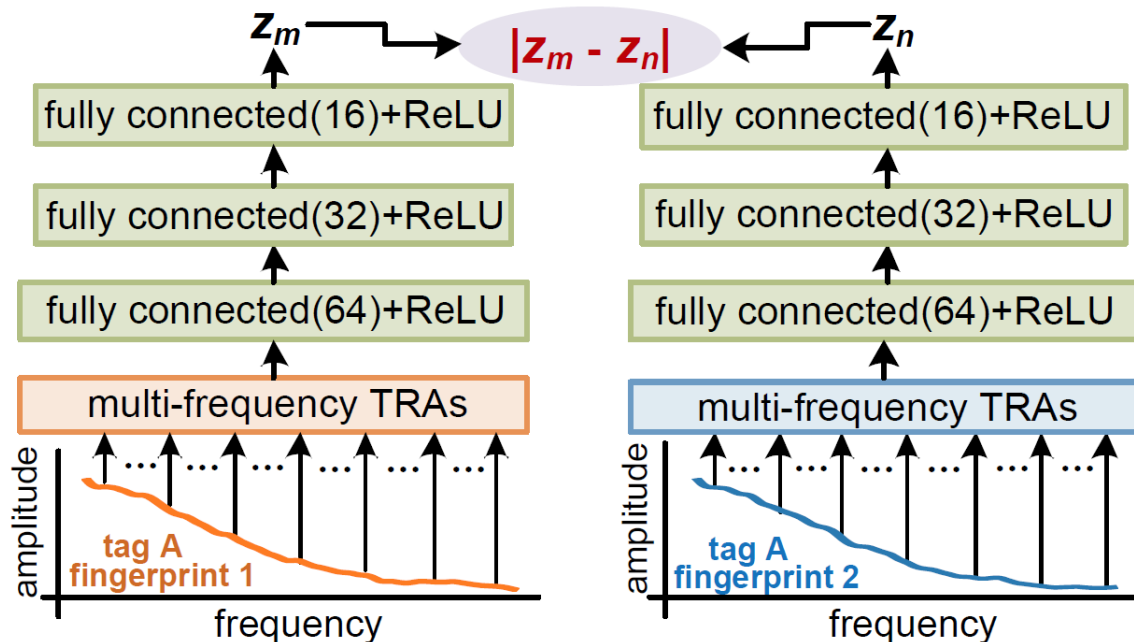 z_m
|z_m - z_n|
z_n
fully connected(16)+ReLU
fully connected(16)+ReLU
fully connected(32)+ReLU
fully connected(32)+ReLU
fully connected(64)+ReLU
fully connected(64)+ReLU
multi-frequency TRAs
multi-frequency TRAs
... ... ... ... ... ...
... ... ... ... ... ...
amplitude
tag A
fingerprint 1
frequency
amplitude
tag A
fingerprint 2
frequency